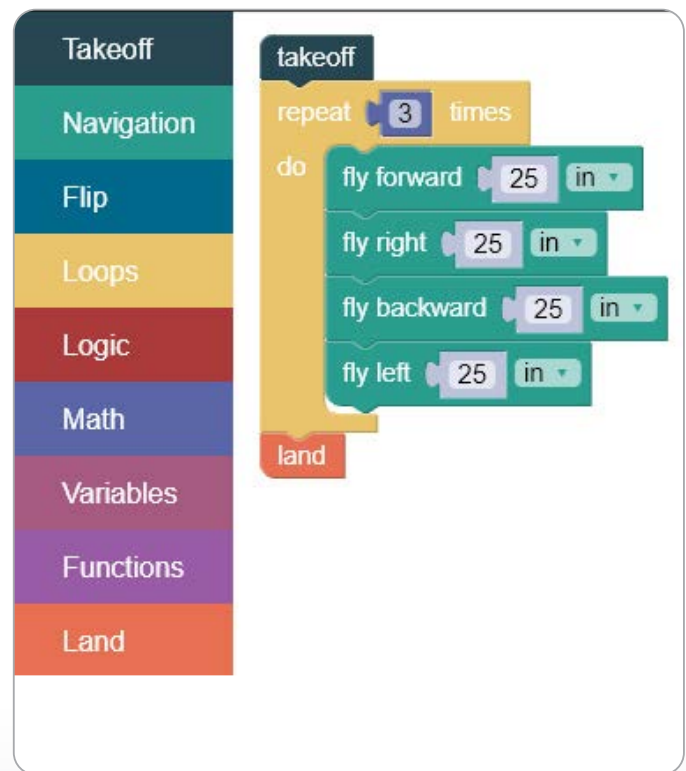 Takeoff
Navigation
Flip
Loops
Logic
Math
Variables
Functions
Land
takeoff
repeat 3 times
do
fly forward 25 in
fly right 25 in
fly backward 25 in
fly left 25 in
land